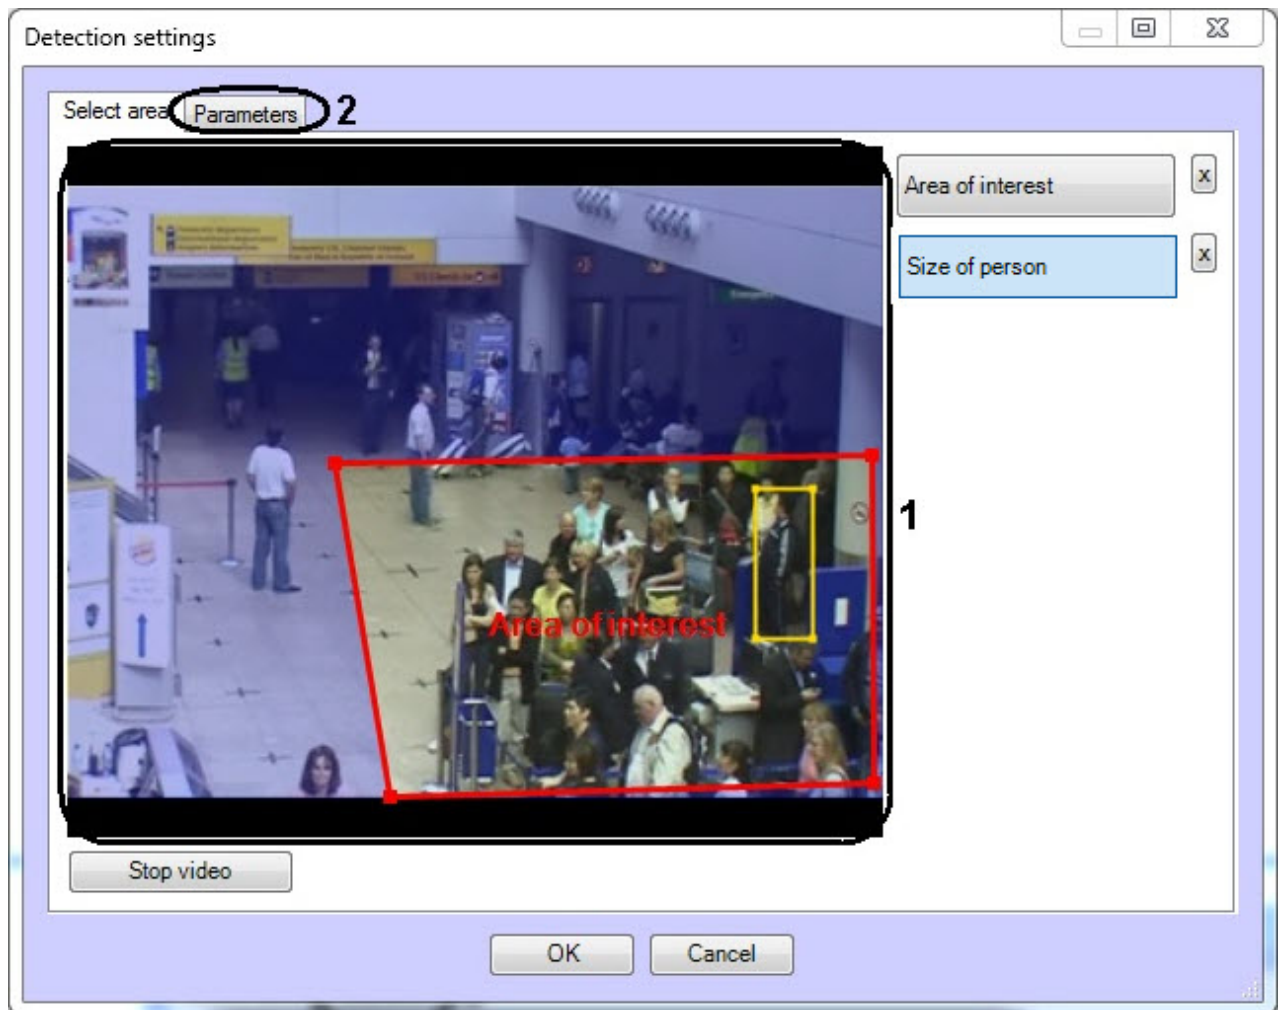 Detection settings
Select area
Parameters
2
Area of interest
x
Size of person
x
1
Area of interest
Stop video
OK
Cancel